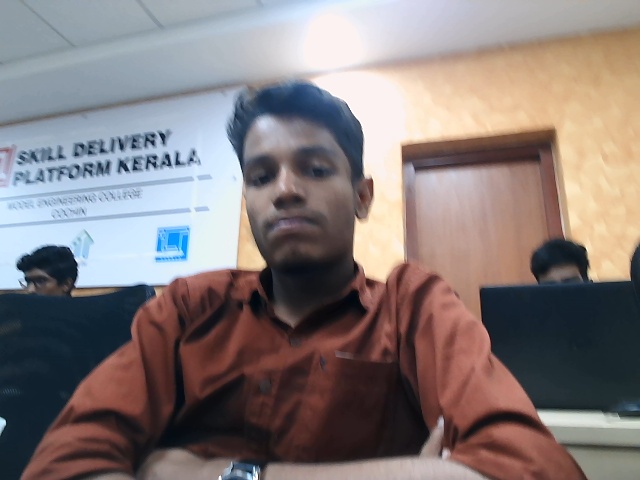 SKILL DELIVERY
PLATFORM KERALA
MODEL ENGINEERING COLLEGE
COCHIN